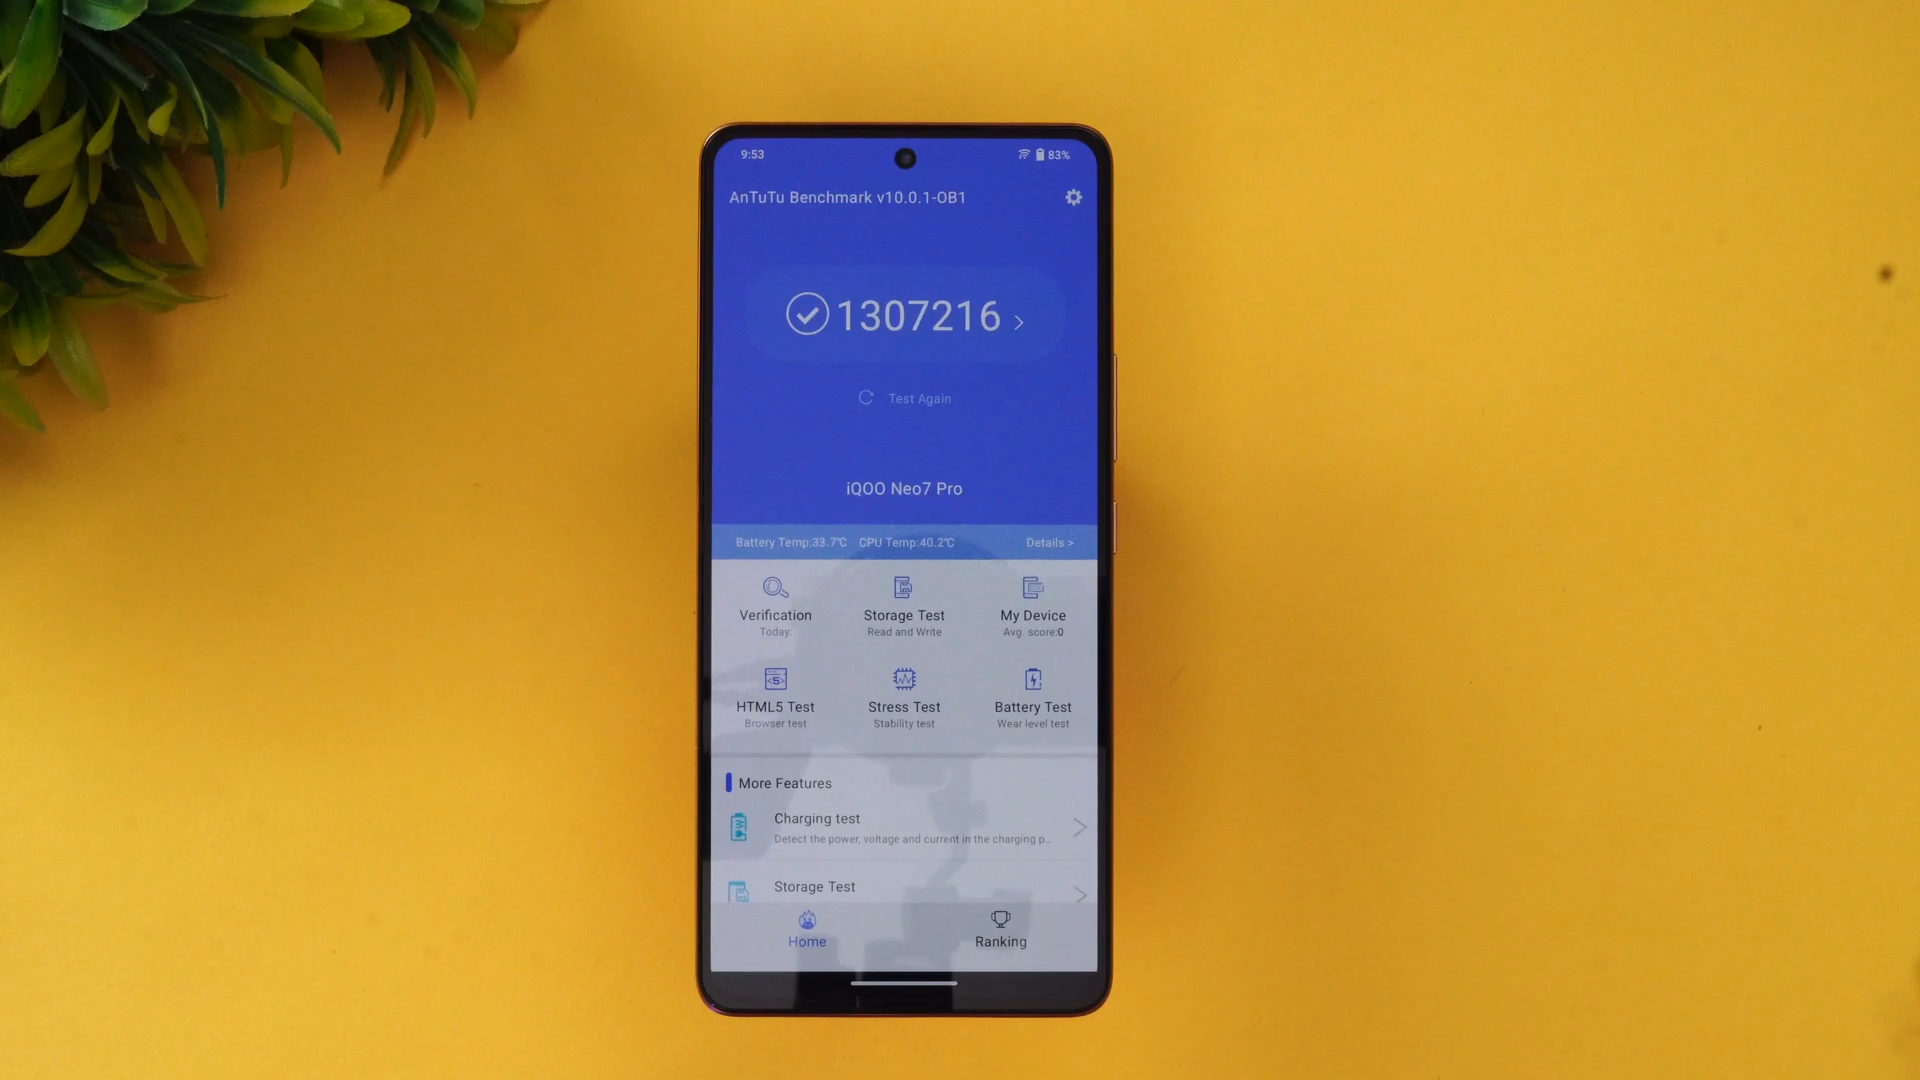 9:53 83%
AnTuTu Benchmark v10.0.1-OB1
1307216 >
Test Again
iQOO Neo7 Pro
Battery Temp:33.7℃ CPU Temp:40.2℃ Details >
Verification Storage Test My Device
Today: Read and Write Avg. score:0
HTML5 Test Stress Test Battery Test
Browser test Stability test Wear level test
More Features
Charging test
Detect the power, voltage and current in the charging p...
Storage Test
Home Ranking